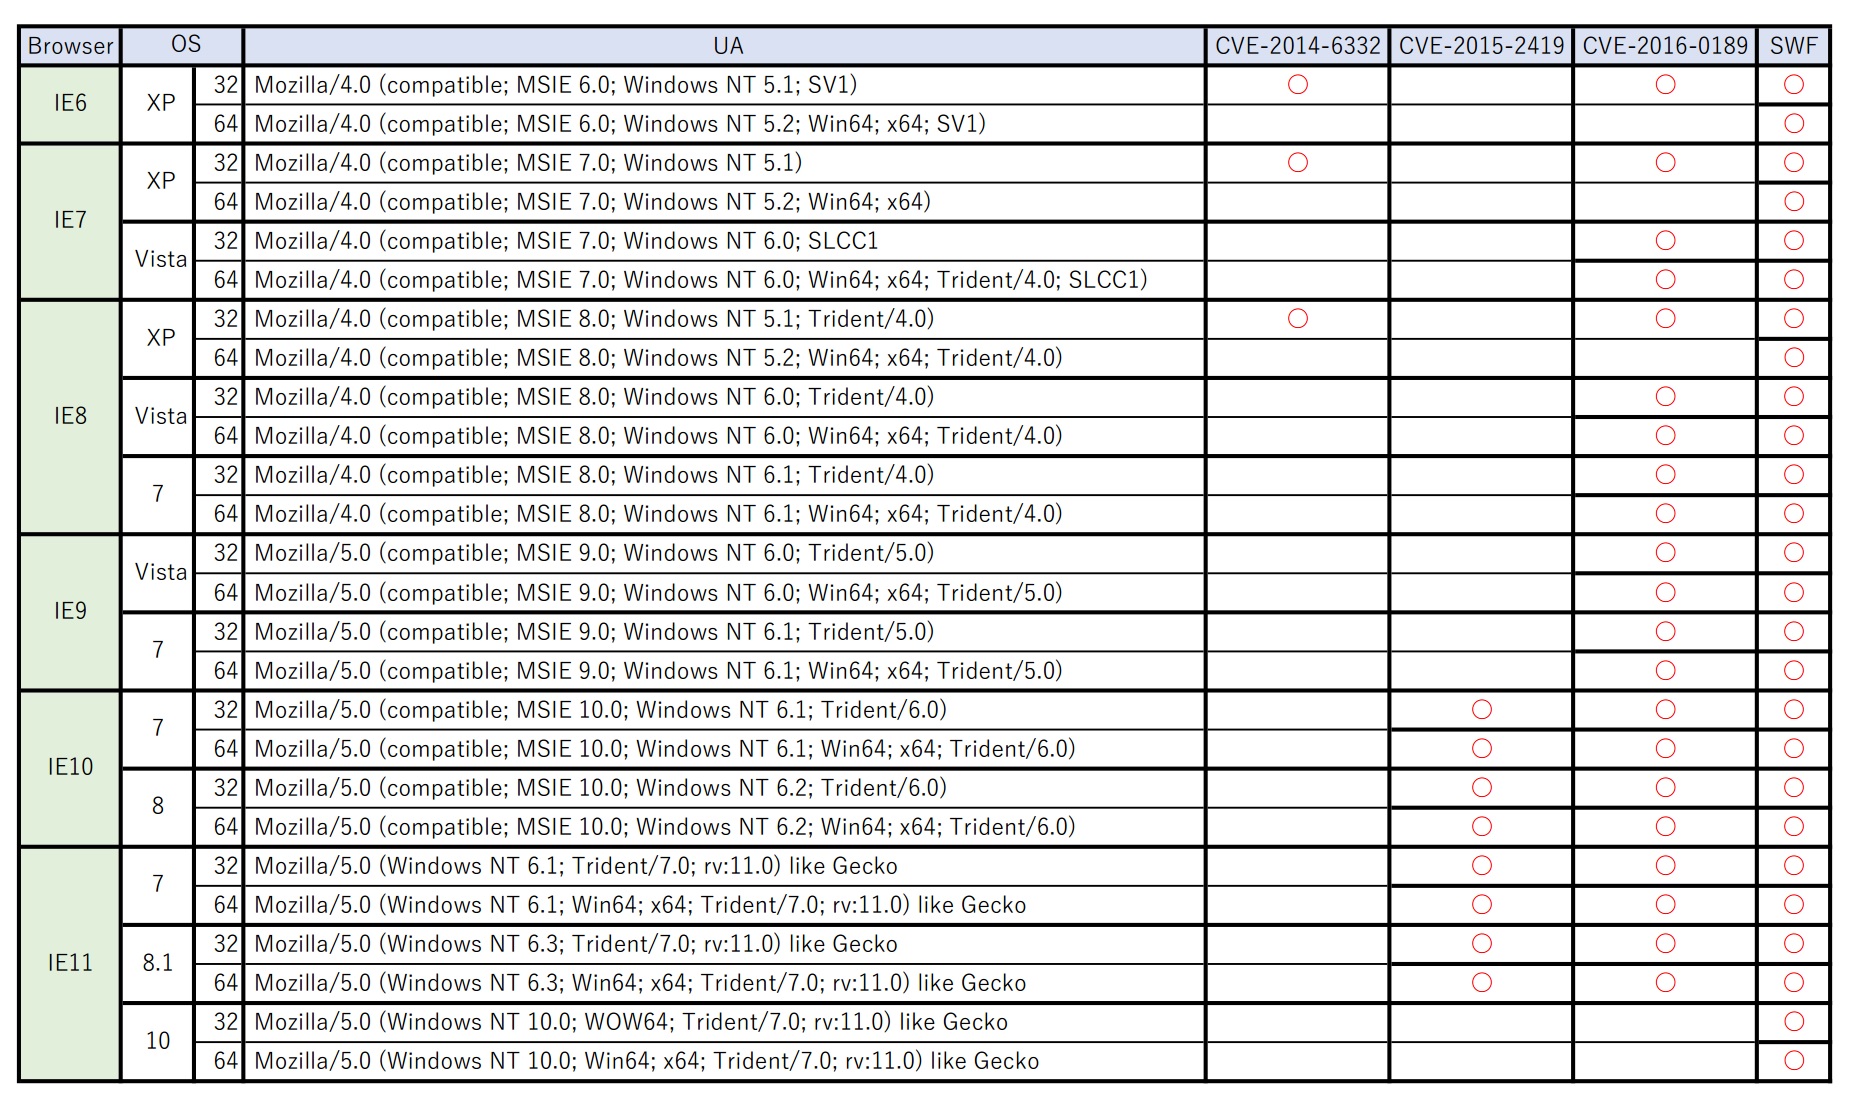 Browser OS UA CVE-2014-6332 CVE-2015-2419 CVE-2016-0189 SWF
IE6 XP 32 Mozilla/4.0 (compatible; MSIE 6.0; Windows NT 5.1; SV1) ○ ○ ○
64 Mozilla/4.0 (compatible; MSIE 6.0; Windows NT 5.2; Win64; x64; SV1) ○
IE7 XP 32 Mozilla/4.0 (compatible; MSIE 7.0; Windows NT 5.1) ○ ○ ○
64 Mozilla/4.0 (compatible; MSIE 7.0; Windows NT 5.2; Win64; x64) ○
Vista 32 Mozilla/4.0 (compatible; MSIE 7.0; Windows NT 6.0; SLCC1 ○ ○
64 Mozilla/4.0 (compatible; MSIE 7.0; Windows NT 6.0; Win64; x64; Trident/4.0; SLCC1) ○ ○
IE8 XP 32 Mozilla/4.0 (compatible; MSIE 8.0; Windows NT 5.1; Trident/4.0) ○ ○ ○
64 Mozilla/4.0 (compatible; MSIE 8.0; Windows NT 5.2; Win64; x64; Trident/4.0) ○
Vista 32 Mozilla/4.0 (compatible; MSIE 8.0; Windows NT 6.0; Trident/4.0) ○ ○
64 Mozilla/4.0 (compatible; MSIE 8.0; Windows NT 6.0; Win64; x64; Trident/4.0) ○ ○
7 32 Mozilla/4.0 (compatible; MSIE 8.0; Windows NT 6.1; Trident/4.0) ○ ○
64 Mozilla/4.0 (compatible; MSIE 8.0; Windows NT 6.1; Win64; x64; Trident/4.0) ○ ○
IE9 Vista 32 Mozilla/5.0 (compatible; MSIE 9.0; Windows NT 6.0; Trident/5.0) ○ ○
64 Mozilla/5.0 (compatible; MSIE 9.0; Windows NT 6.0; Win64; x64; Trident/5.0) ○ ○
7 32 Mozilla/5.0 (compatible; MSIE 9.0; Windows NT 6.1; Trident/5.0) ○ ○
64 Mozilla/5.0 (compatible; MSIE 9.0; Windows NT 6.1; Win64; x64; Trident/5.0) ○ ○
IE10 7 32 Mozilla/5.0 (compatible; MSIE 10.0; Windows NT 6.1; Trident/6.0) ○ ○ ○
64 Mozilla/5.0 (compatible; MSIE 10.0; Windows NT 6.1; Win64; x64; Trident/6.0) ○ ○ ○
8 32 Mozilla/5.0 (compatible; MSIE 10.0; Windows NT 6.2; Trident/6.0) ○ ○ ○
64 Mozilla/5.0 (compatible; MSIE 10.0; Windows NT 6.2; Win64; x64; Trident/6.0) ○ ○ ○
IE11 7 32 Mozilla/5.0 (Windows NT 6.1; Trident/7.0; rv:11.0) like Gecko ○ ○ ○
64 Mozilla/5.0 (Windows NT 6.1; Win64; x64; Trident/7.0; rv:11.0) like Gecko ○ ○ ○
8.1 32 Mozilla/5.0 (Windows NT 6.3; Trident/7.0; rv:11.0) like Gecko ○ ○ ○
64 Mozilla/5.0 (Windows NT 6.3; Win64; x64; Trident/7.0; rv:11.0) like Gecko ○ ○ ○
10 32 Mozilla/5.0 (Windows NT 10.0; WOW64; Trident/7.0; rv:11.0) like Gecko ○
64 Mozilla/5.0 (Windows NT 10.0; Win64; x64; Trident/7.0; rv:11.0) like Gecko ○